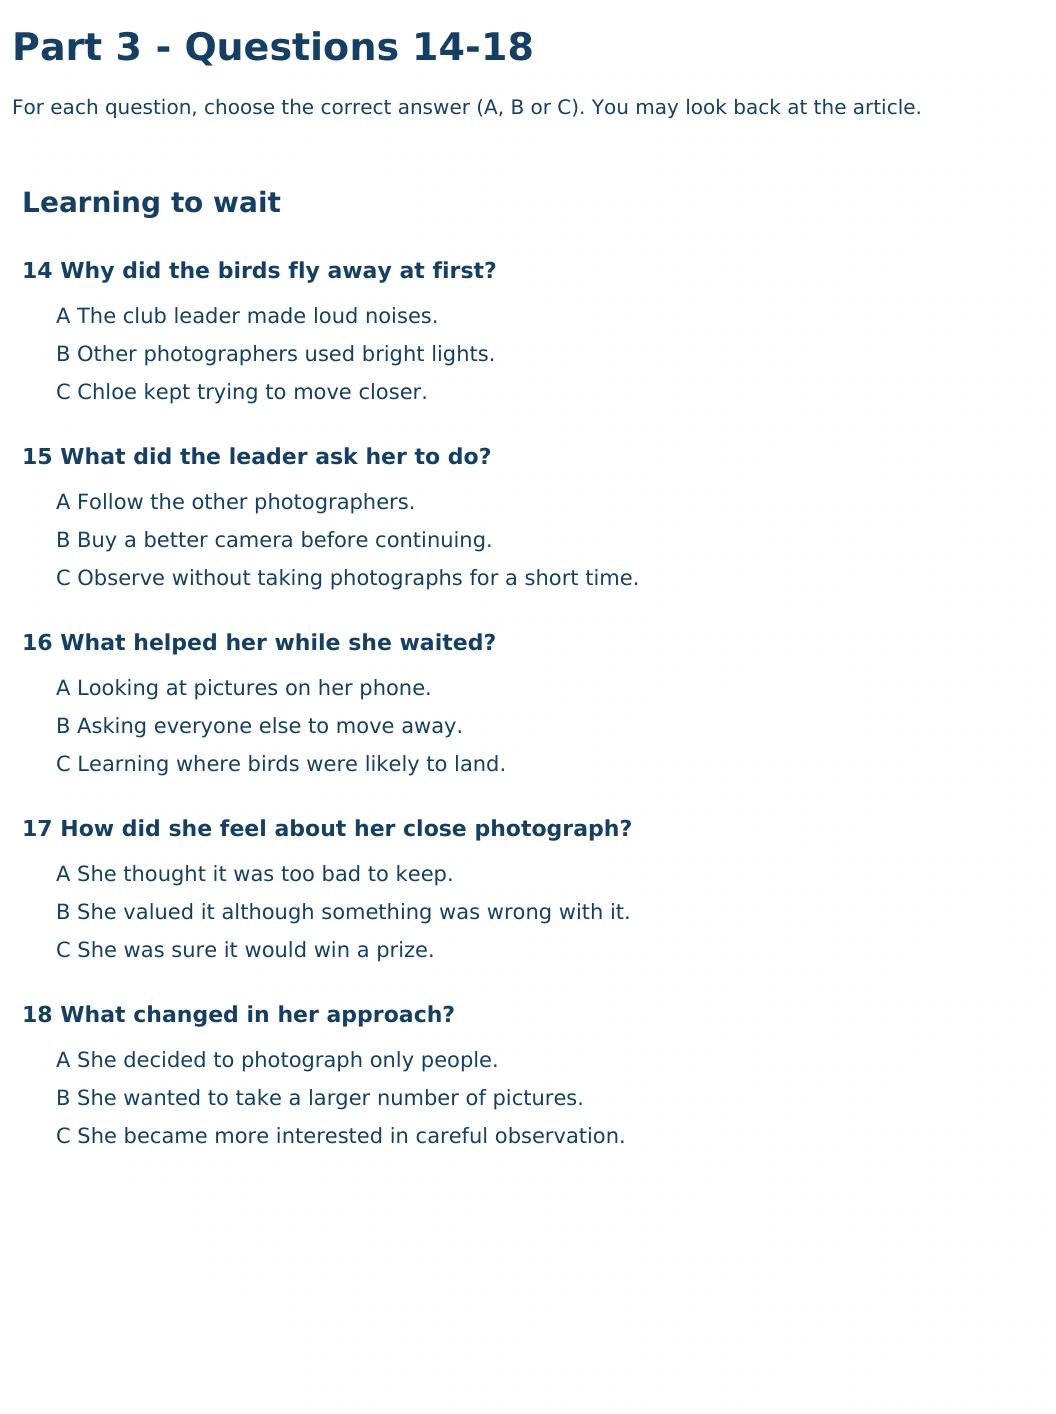 Part 3 - Questions 14-18
For each question, choose the correct answer (A, B or C). You may look back at the article.
Learning to wait
14 Why did the birds fly away at first?
A The club leader made loud noises.
B Other photographers used bright lights.
C Chloe kept trying to move closer.
15 What did the leader ask her to do?
A Follow the other photographers.
B Buy a better camera before continuing.
C Observe without taking photographs for a short time.
16 What helped her while she waited?
A Looking at pictures on her phone.
B Asking everyone else to move away.
C Learning where birds were likely to land.
17 How did she feel about her close photograph?
A She thought it was too bad to keep.
B She valued it although something was wrong with it.
C She was sure it would win a prize.
18 What changed in her approach?
A She decided to photograph only people.
B She wanted to take a larger number of pictures.
C She became more interested in careful observation.